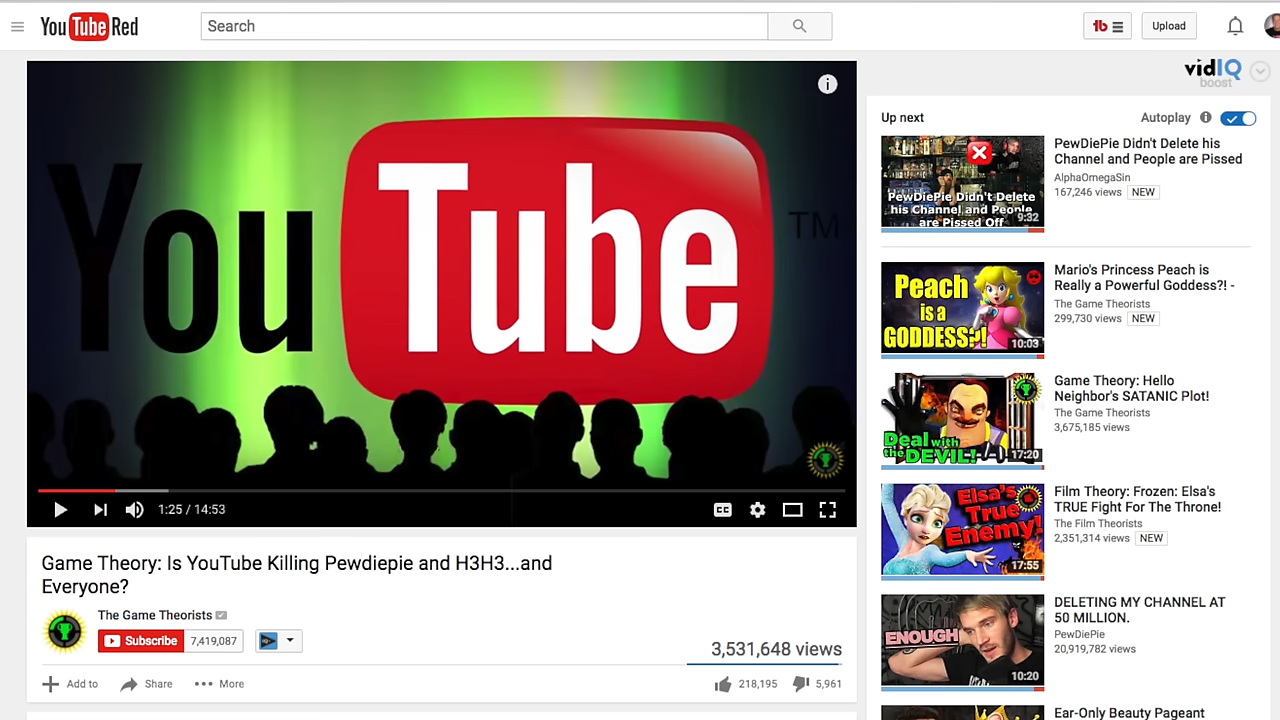 YouTube Red
Search
tb
Upload
vidIQ
boost
You Tube TM
1:25 / 14:53
CC
Game Theory: Is YouTube Killing Pewdiepie and H3H3...and
Everyone?
The Game Theorists
Subscribe 7,419,087
3,531,648 views
Add to Share More
218,195 5,961
Up next
Autoplay
PewDiePie Didn't Delete
his Channel and People
are Pissed Off
9:32
PewDiePie Didn't Delete his
Channel and People are Pissed
AlphaOmegaSin
167,246 views NEW
Peach
is a
GODDESS?!
10:03
Mario's Princess Peach is
Really a Powerful Goddess?! -
The Game Theorists
299,730 views NEW
Deal with
the DEVIL!
17:20
Game Theory: Hello
Neighbor's SATANIC Plot!
The Game Theorists
3,675,185 views
Elsa's
True
Enemy!
17:55
Film Theory: Frozen: Elsa's
TRUE Fight For The Throne!
The Film Theorists
2,351,314 views NEW
ENOUGH
10:20
DELETING MY CHANNEL AT
50 MILLION.
PewDiePie
20,919,782 views
Ear-Only Beauty Pageant